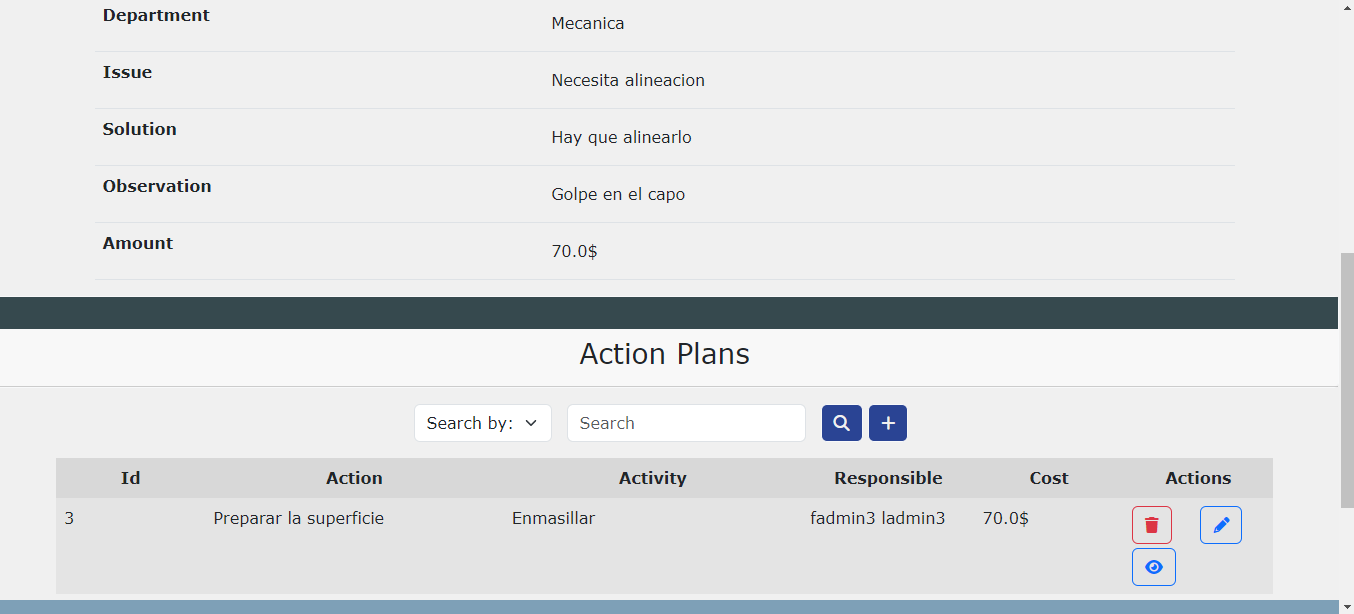 Department
Mecanica
Issue
Necesita alineacion
Solution
Hay que alinearlo
Observation
Golpe en el capo
Amount
70.0$
Action Plans
Search by: Search
Id Action Activity Responsible Cost Actions
3 Preparar la superficie Enmasillar fadmin3 ladmin3 70.0$